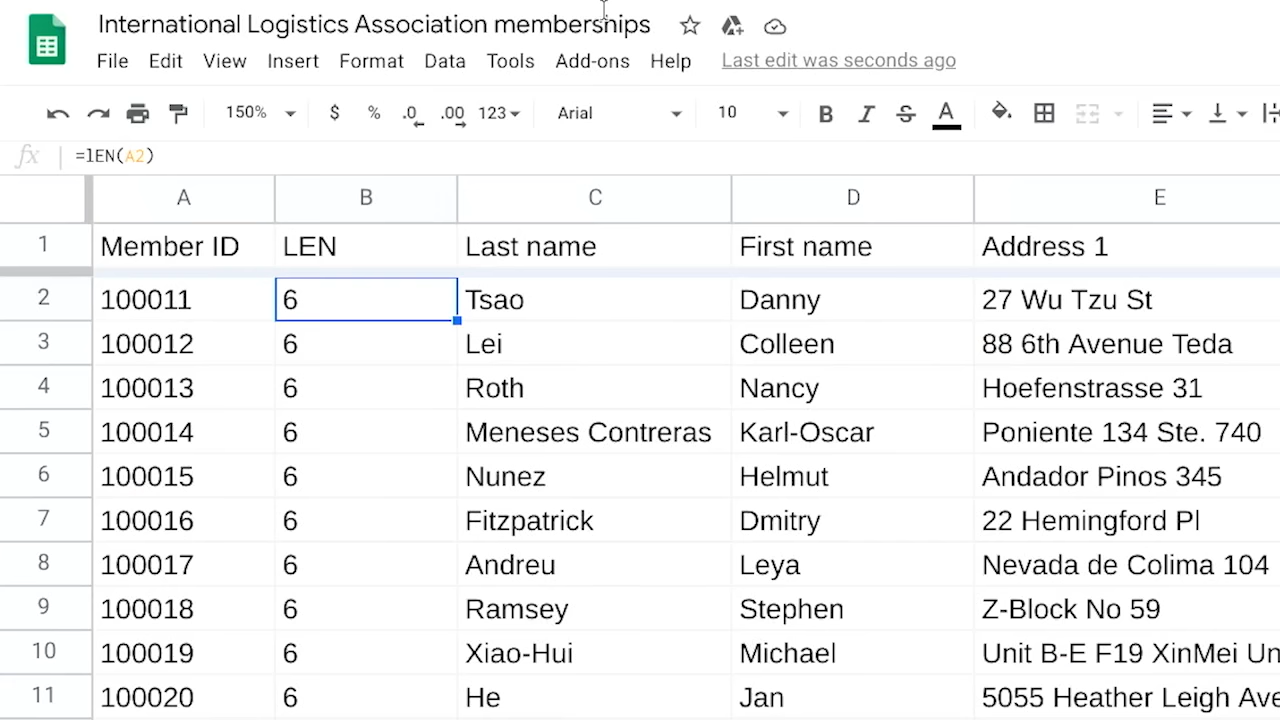 International Logistics Association memberships
File Edit View Insert Format Data Tools Add-ons Help Last edit was seconds ago
150% $ % .0 .00 123 Arial 10 B I S A
fx =lEN(A2)
A B C D E
1 Member ID LEN Last name First name Address 1
2 100011 6 Tsao Danny 27 Wu Tzu St
3 100012 6 Lei Colleen 88 6th Avenue Teda
4 100013 6 Roth Nancy Hoefenstrasse 31
5 100014 6 Meneses Contreras Karl-Oscar Poniente 134 Ste. 740
6 100015 6 Nunez Helmut Andador Pinos 345
7 100016 6 Fitzpatrick Dmitry 22 Hemingford Pl
8 100017 6 Andreu Leya Nevada de Colima 104
9 100018 6 Ramsey Stephen Z-Block No 59
10 100019 6 Xiao-Hui Michael Unit B-E F19 XinMei Un
11 100020 6 He Jan 5055 Heather Leigh Ave